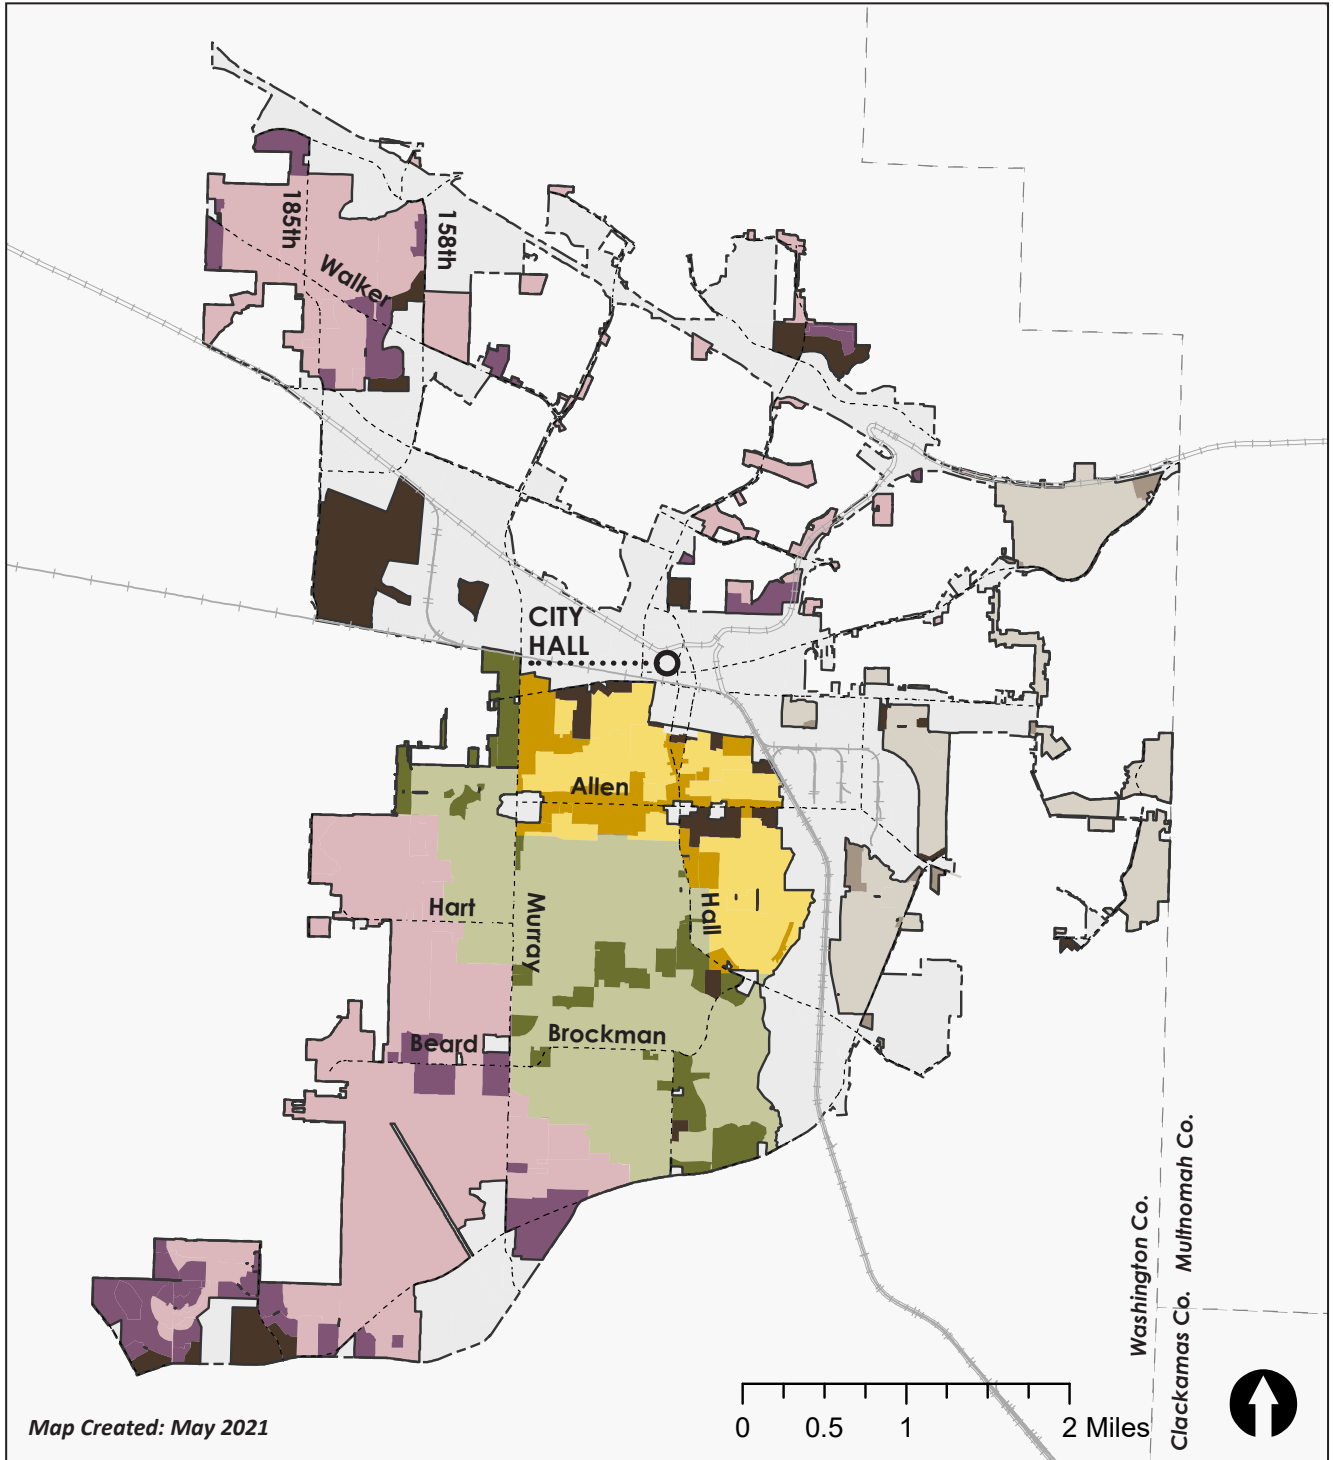 185th
158th
Walker
CITY
HALL
Allen
Hart
Murray
Hall
Beard
Brockman
Washington Co.
Clackamas Co.
Multnomah Co.
0
0.5
1
2 Miles
Map Created: May 2021